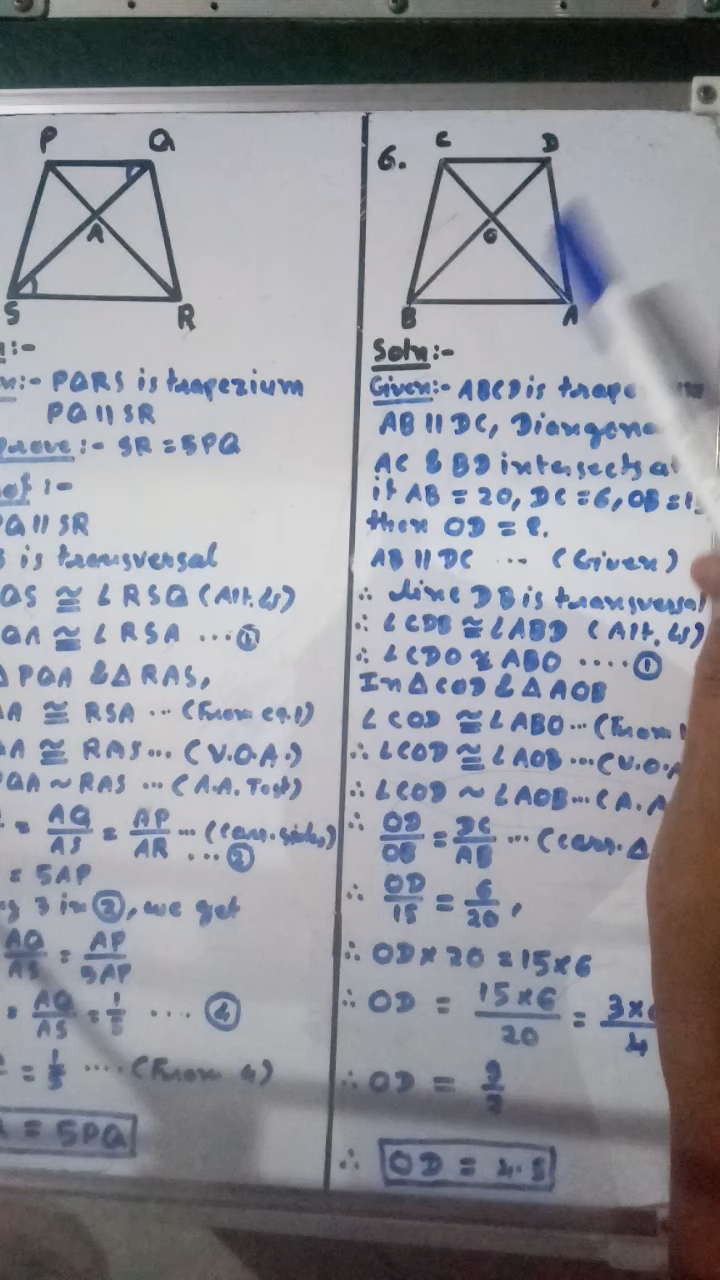 P Q
A
S R
:-
:- PQRS is trapezium
PQ || SR
:- SR = 5PQ
:-
PQ || SR
is transversal
QS ≅ ∠RSQ (Alt. ∠s)
QA ≅ ∠RSA ... ①
Δ PQA & Δ RAS,
A ≅ RSA ... (From eq.1)
A ≅ RAS ... (V.O.A.)
PQA ~ RAS ... (A.A. Test)
= AQ/AS = AP/AR ... (corr. sides)
... ②
= 5AP
3 in ②, we get
AQ/AS = AP/5AP
= AQ/AS = 1/5 .... ④
= 1/5 .... (From 4)
= 5PQ
6.
C D
O
B A
Soln:-
Given:- ABCD is
AB || DC,
AC & BD intersects at
if AB = 20, DC = 6, OB =
then OD = ?.
AB || DC ... (Given)
∴ Line DB is transversal
∴ ∠CDB ≅ ∠ABD (Alt. ∠s)
∴ ∠CDO ≅ ABO .... ①
In Δ COD & Δ AOB
∠COD ≅ ∠ABO ... (From
∴ ∠COD ≅ ∠AOB ... (V.O.A
∴ ∠COD ~ ∠AOB ... (A.A
∴ OD/OB = DC/AB ... (corr. Δ
∴ OD/15 = 6/20 ,
∴ OD × 20 = 15×6
∴ OD = 15×6/20 = 3×6/4
∴ OD = 9/2
∴ OD = 4.5